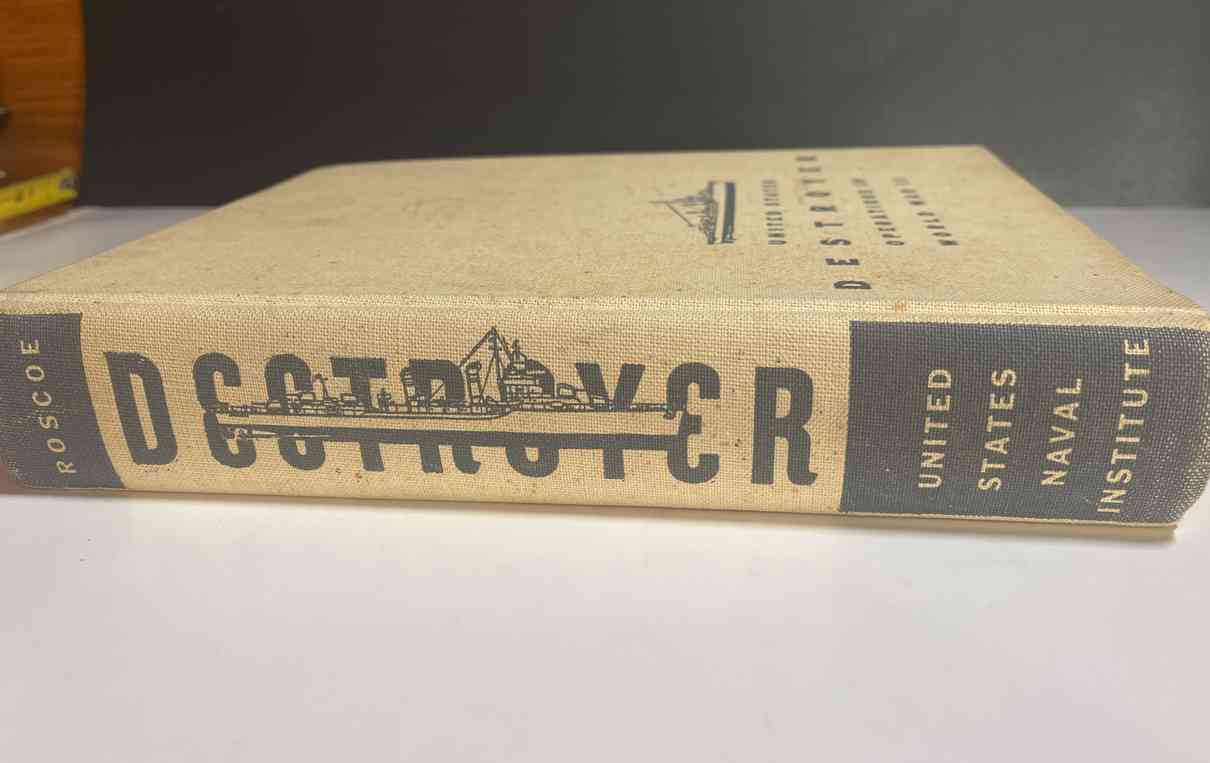 ROSCOE
DESTROYER
UNITED
STATES
NAVAL
INSTITUTE
UNITED STATES
DESTROYER
OPERATIONS IN
WORLD WAR II